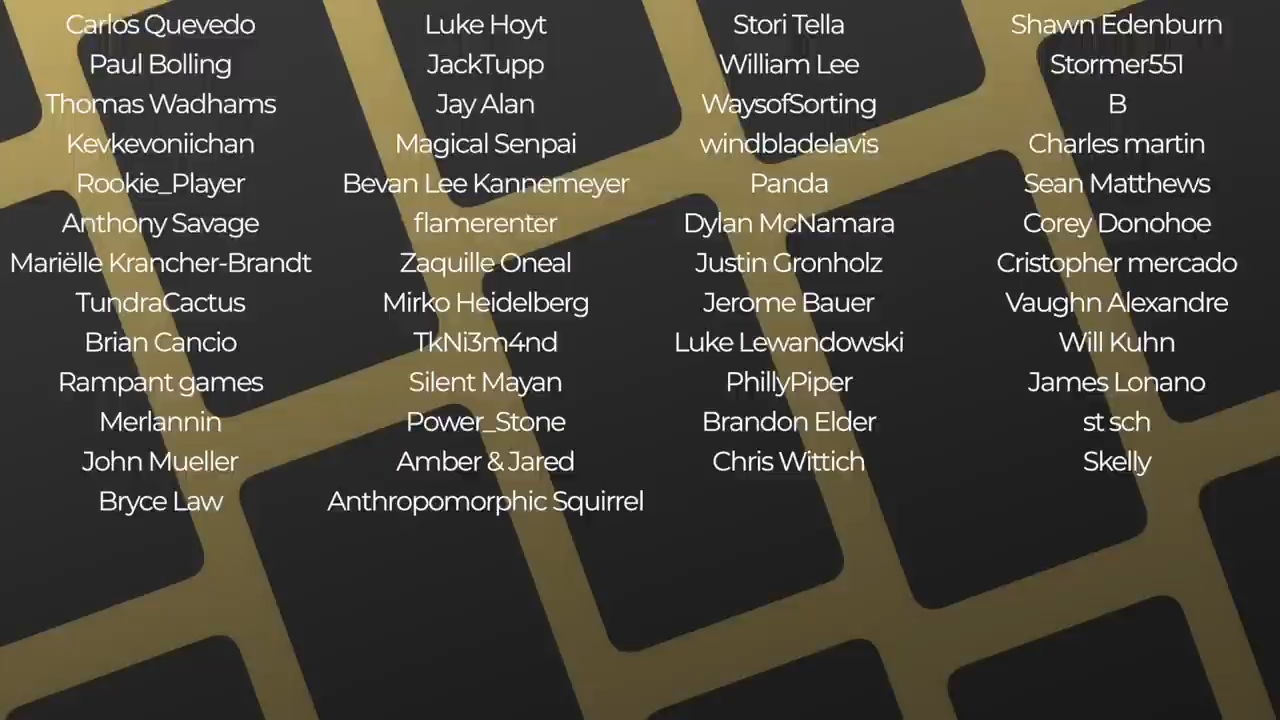 Carlos Quevedo
Luke Hoyt
Stori Tella
Shawn Edenburn
Paul Bolling
JackTupp
William Lee
Stormer551
Thomas Wadhams
Jay Alan
WaysofSorting
B
Kevkevoniichan
Magical Senpai
windbladelavis
Charles martin
Rookie_Player
Bevan Lee Kannemeyer
Panda
Sean Matthews
Anthony Savage
flamerenter
Dylan McNamara
Corey Donohoe
Mariëlle Krancher-Brandt
Zaquille Oneal
Justin Gronholz
Cristopher mercado
TundraCactus
Mirko Heidelberg
Jerome Bauer
Vaughn Alexandre
Brian Cancio
TkNi3m4nd
Luke Lewandowski
Will Kuhn
Rampant games
Silent Mayan
PhillyPiper
James Lonano
Merlannin
Power_Stone
Brandon Elder
st sch
John Mueller
Amber & Jared
Chris Wittich
Skelly
Bryce Law
Anthropomorphic Squirrel